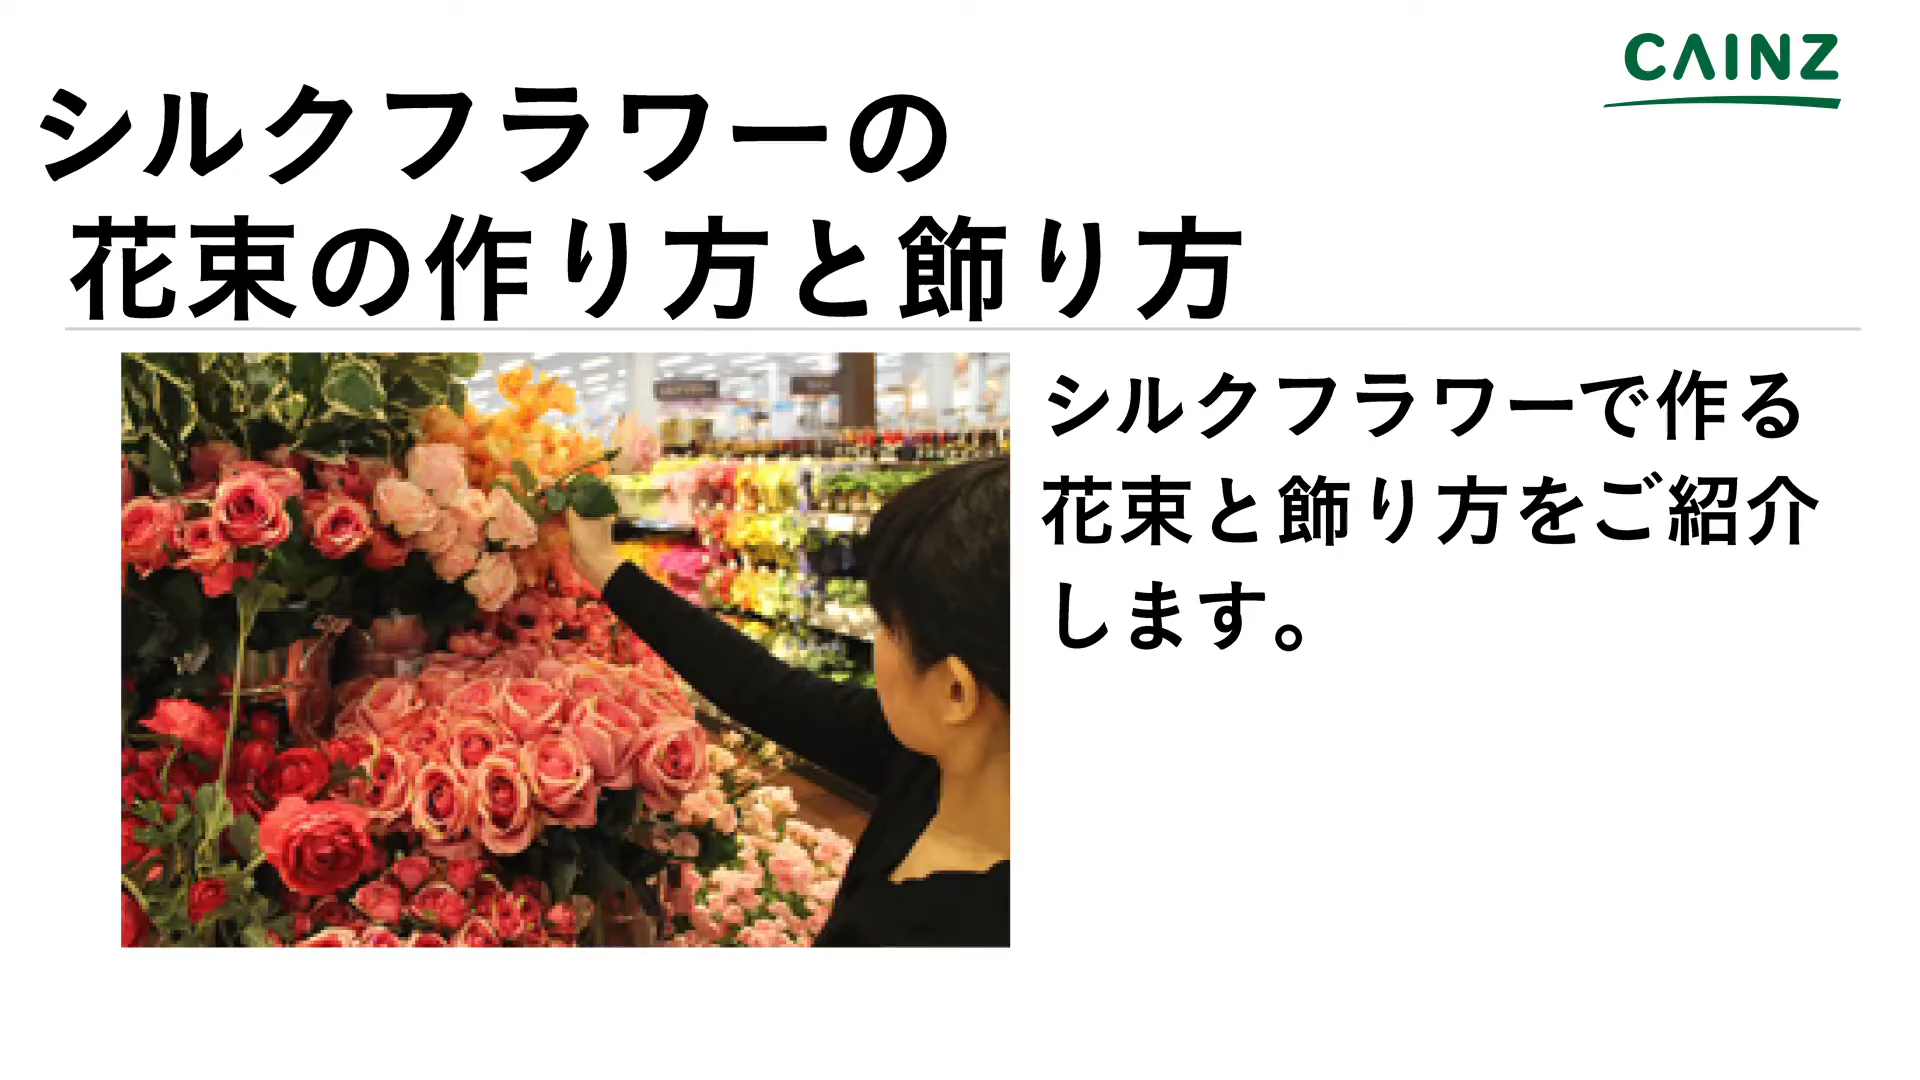 CAINZ
シルクフラワーの
花束の作り方と飾り方
シルクフラワーで作る
花束と飾り方をご紹介
します。